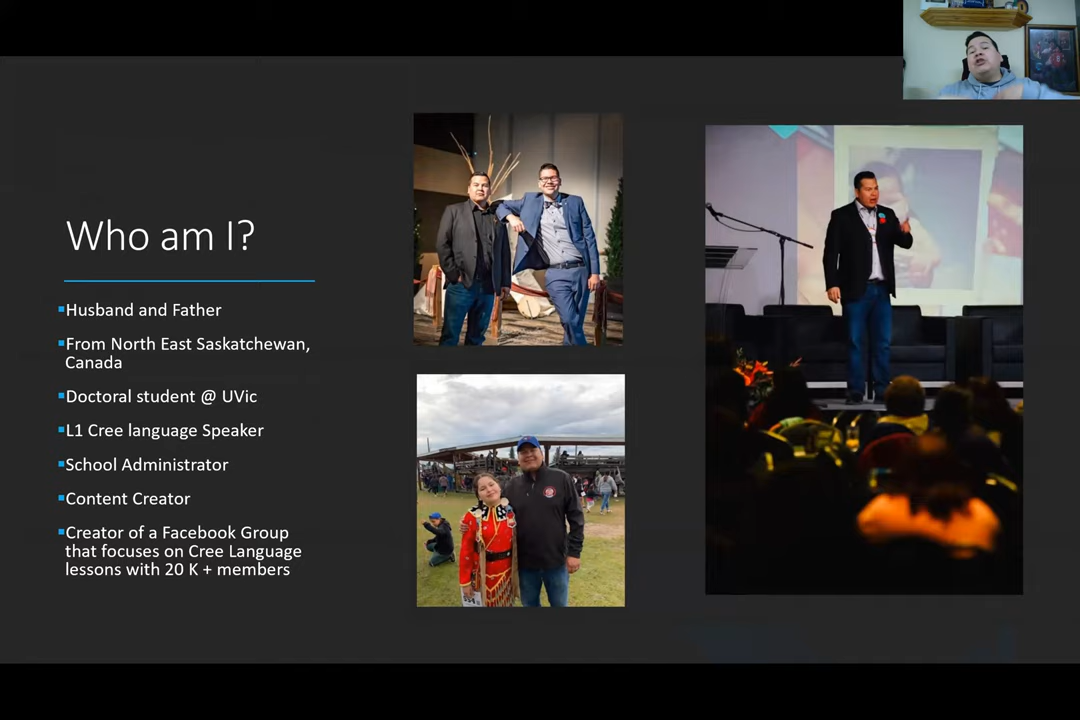 Who am I?
▪Husband and Father
▪From North East Saskatchewan,
Canada
▪Doctoral student @ UVic
▪L1 Cree language Speaker
▪School Administrator
▪Content Creator
▪Creator of a Facebook Group
that focuses on Cree Language
lessons with 20 K + members